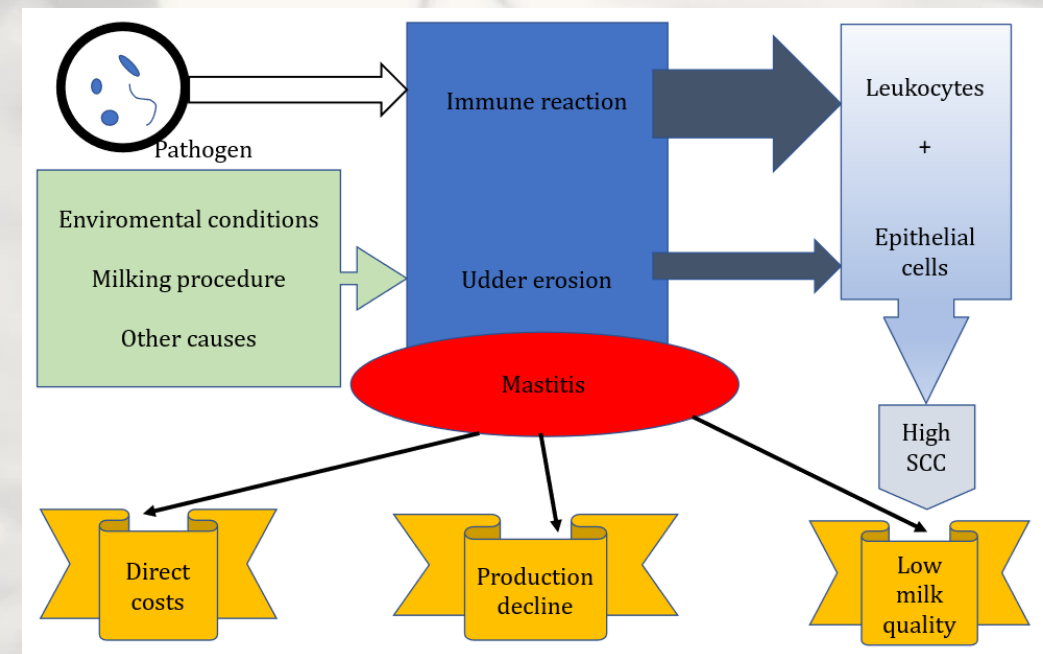 Pathogen
Enviromental conditions
Milking procedure
Other causes
Immune reaction
Udder erosion
Mastitis
Leukocytes
+
Epithelial
cells
High
SCC
Direct
costs
Production
decline
Low
milk
quality